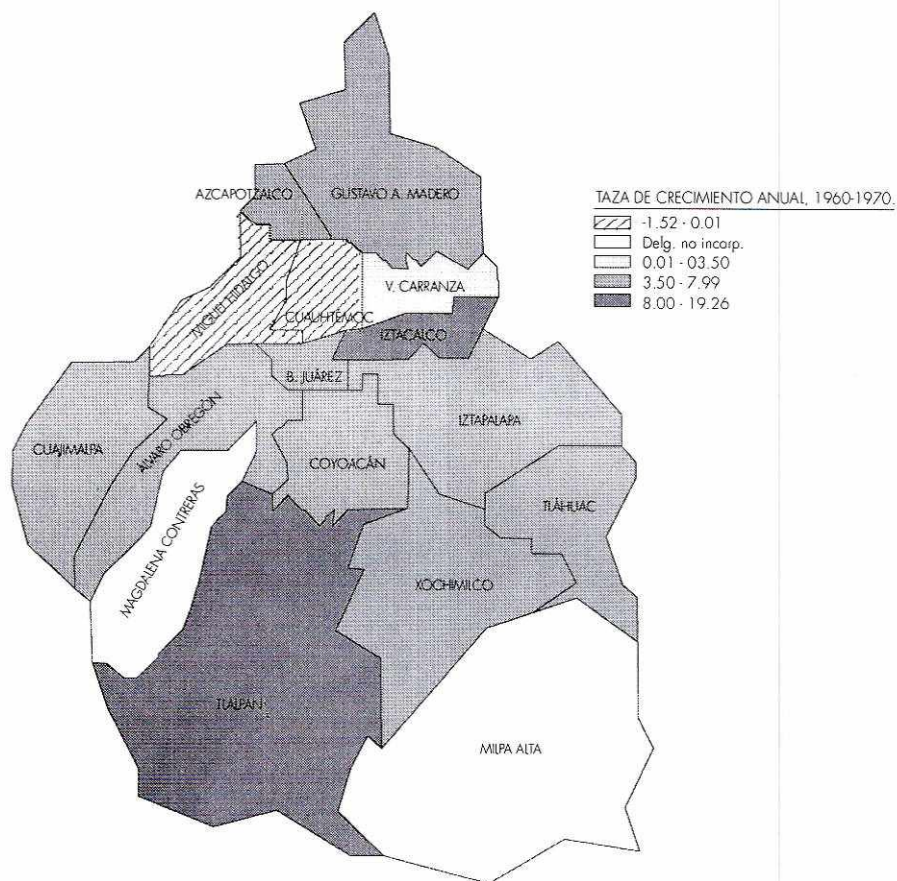 AZCAPOTZALCO
GUSTAVO A. MADERO
TAZA DE CRECIMIENTO ANUAL, 1960-1970.
-1.52 - 0.01
Delg. no incorp.
0.01 - 03.50
3.50 - 7.99
8.00 - 19.26
MIGUEL HIDALGO
CUAUHTÉMOC
V. CARRANZA
IZTACALCO
B. JUÁREZ
IZTAPALAPA
CUAJIMALPA
ALVARO OBREGÓN
COYOACÁN
TLÁHUAC
MAGDALENA CONTRERAS
XOCHIMILCO
TLALPAN
MILPA ALTA